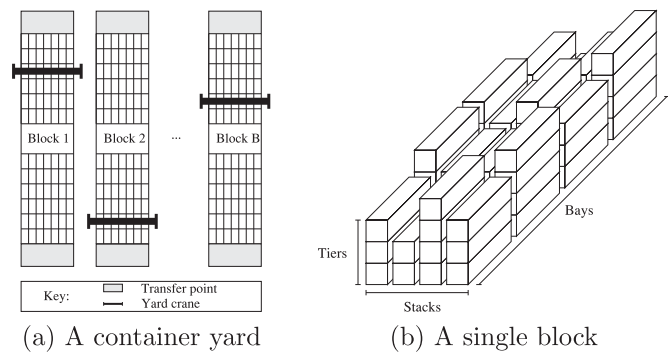 Block 1
Block 2
...
Block B
Key:
Transfer point
Yard crane
(a) A container yard
Tiers
Stacks
Bays
(b) A single block